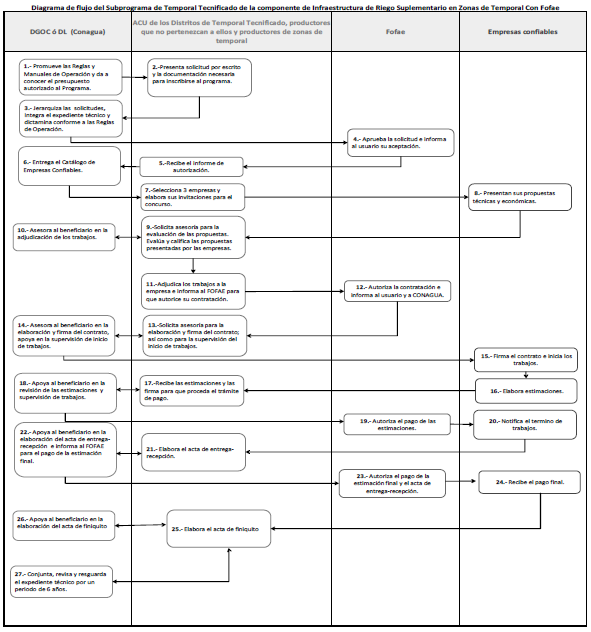 Diagrama de flujo del Subprograma de Temporal Tecnificado de la componente de Infraestructura de Riego Suplementario en Zonas de Temporal Con Fofae
DGOC ó DL (Conagua)
ACU de los Distritos de Temporal Tecnificado, productores
que no pertenezcan a ellos y productores de zonas de
temporal
Fofae
Empresas confiables
1.- Promueve las Reglas y
Manuales de Operación y da a
conocer el presupuesto
autorizado al Programa.
2.-Presenta solicitud por escrito
y la documentación necesaria
para inscribirse al programa.
3.- Jerarquiza las solicitudes,
integra el expediente técnico y
dictamina conforme a las Reglas
de Operación.
4.- Aprueba la solicitud e informa
al usuario su aceptación.
5.-Recibe el informe de
autorización.
6.- Entrega el Catálogo de
Empresas Confiables.
7.-Selecciona 3 empresas y
elabora sus invitaciones para el
concurso.
8.- Presentan sus propuestas
técnicas y económicas.
9.-Solicita asesoría para la
evaluación de las propuestas.
Evalúa y califica las propuestas
presentadas por las empresas.
10.- Asesora al beneficiario en la
adjudicación de los trabajos.
11.-Adjudica los trabajos a la
empresa e informa al FOFAE para
que autorice su contratación.
12.- Autoriza la contratación e
informa al usuario y a CONAGUA.
13.-Solicita asesoría para la
elaboración y firma del contrato;
así como para la supervisión del
inicio de trabajos.
14.- Asesora al beneficiario en la
elaboración y firma del contrato,
apoya en la supervisión de inicio
de trabajos.
15.- Firma el contrato e inicia los
trabajos.
16.- Elabora estimaciones.
17.-Recibe las estimaciones y las
firma para que proceda el trámite
de pago.
18.- Apoya al beneficiario en la
revisión de las estimaciones y
supervisión de trabajos.
19.- Autoriza el pago de las
estimaciones.
20.- Notifica el termino de
trabajos.
21.- Elabora el acta de entrega-
recepción.
22.- Apoya al beneficiario en la
elaboración del acta de entrega-
recepción e informa al FOFAE
para el pago de la estimación
final.
23.- Autoriza el pago de la
estimación final y el acta de
entrega-recepción.
24.- Recibe el pago final.
25.- Elabora el acta de finiquito
26.- Apoya al beneficiario en la
elaboración del acta de finiquito
27.- Conjunta, revisa y resguarda
el expediente técnico por un
periodo de 6 años.